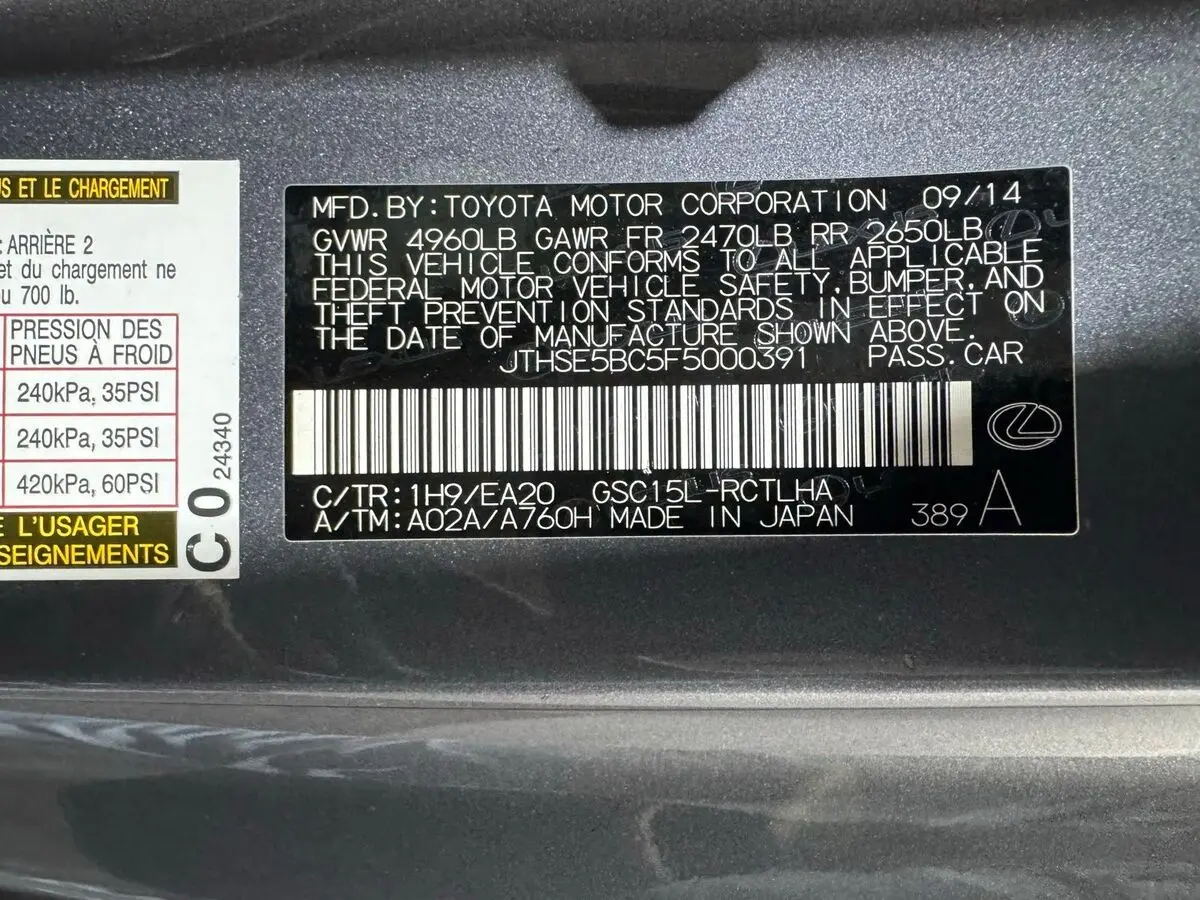 S ET LE CHARGEMENT
: ARRIÈRE 2
et du chargement ne
u 700 lb.
PRESSION DES
PNEUS À FROID
240kPa, 35PSI
240kPa, 35PSI
420kPa, 60PSI
E L'USAGER
SEIGNEMENTS
C0 24340
MFD.BY:TOYOTA MOTOR CORPORATION 09/14
GVWR 4960LB GAWR FR 2470LB RR 2650LB
THIS VEHICLE CONFORMS TO ALL APPLICABLE
FEDERAL MOTOR VEHICLE SAFETY,BUMPER,AND
THEFT PREVENTION STANDARDS IN EFFECT ON
THE DATE OF MANUFACTURE SHOWN ABOVE.
JTHSE5BC5F5000391 PASS.CAR
C/TR:1H9/EA20 GSC15L-RCTLHA
A/TM:A02A/A760H MADE IN JAPAN 389 A